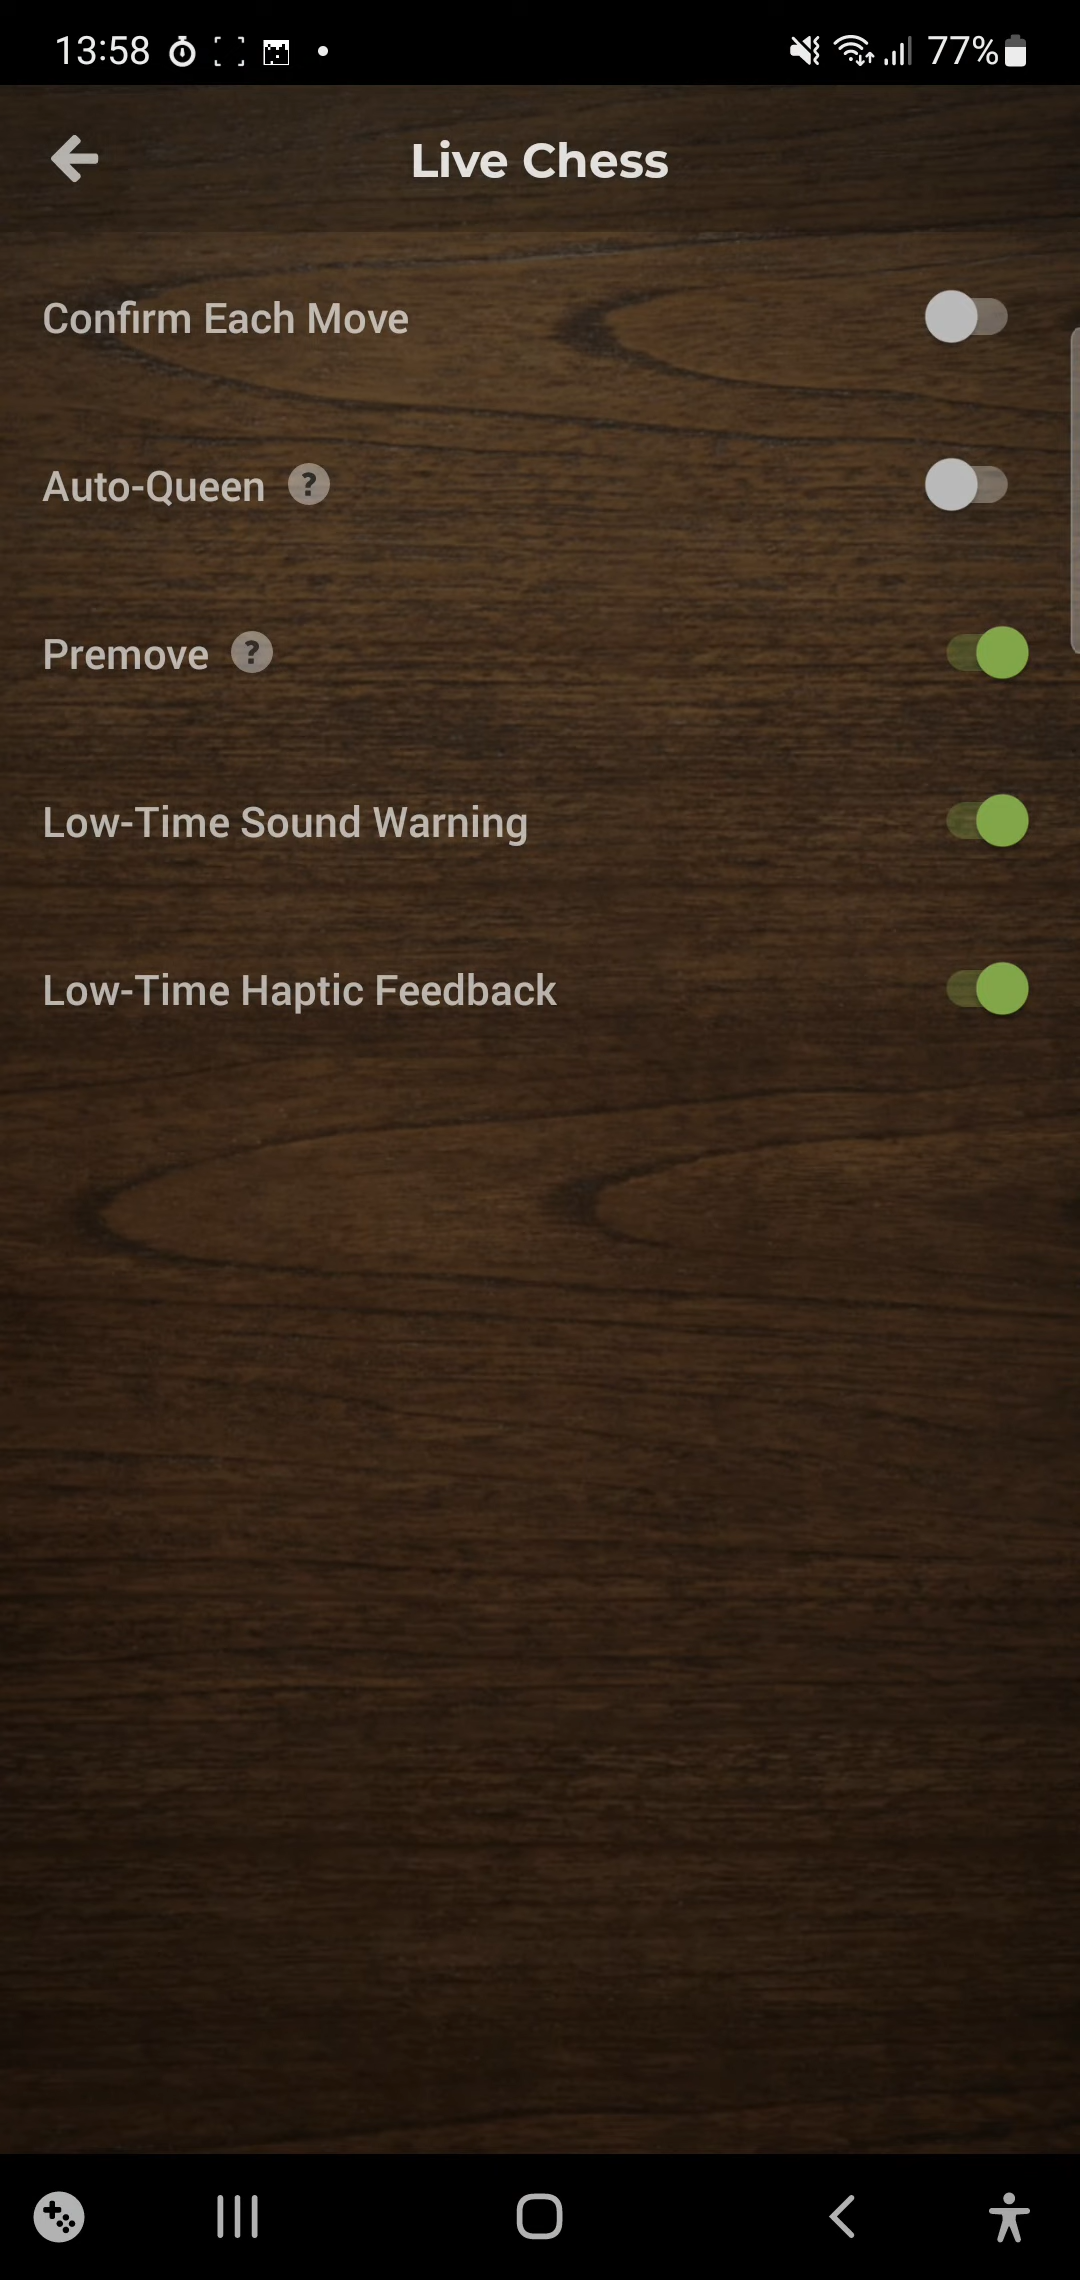 13:58 77%
Live Chess
Confirm Each Move
Auto-Queen ?
Premove ?
Low-Time Sound Warning
Low-Time Haptic Feedback